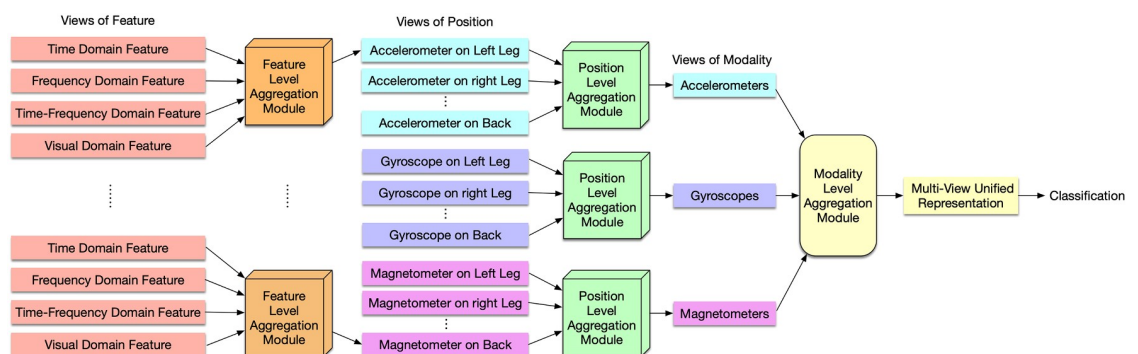 Views of Feature
Time Domain Feature
Frequency Domain Feature
Time-Frequency Domain Feature
Visual Domain Feature
Feature
Level
Aggregation
Module
Time Domain Feature
Frequency Domain Feature
Time-Frequency Domain Feature
Visual Domain Feature
Feature
Level
Aggregation
Module
Views of Position
Accelerometer on Left Leg
Accelerometer on right Leg
Accelerometer on Back
Position
Level
Aggregation
Module
Gyroscope on Left Leg
Gyroscope on right Leg
Gyroscope on Back
Position
Level
Aggregation
Module
Magnetometer on Left Leg
Magnetometer on right Leg
Magnetometer on Back
Position
Level
Aggregation
Module
Views of Modality
Accelerometers
Gyroscopes
Magnetometers
Modality
Level
Aggregation
Module
Multi-View Unified
Representation
Classification